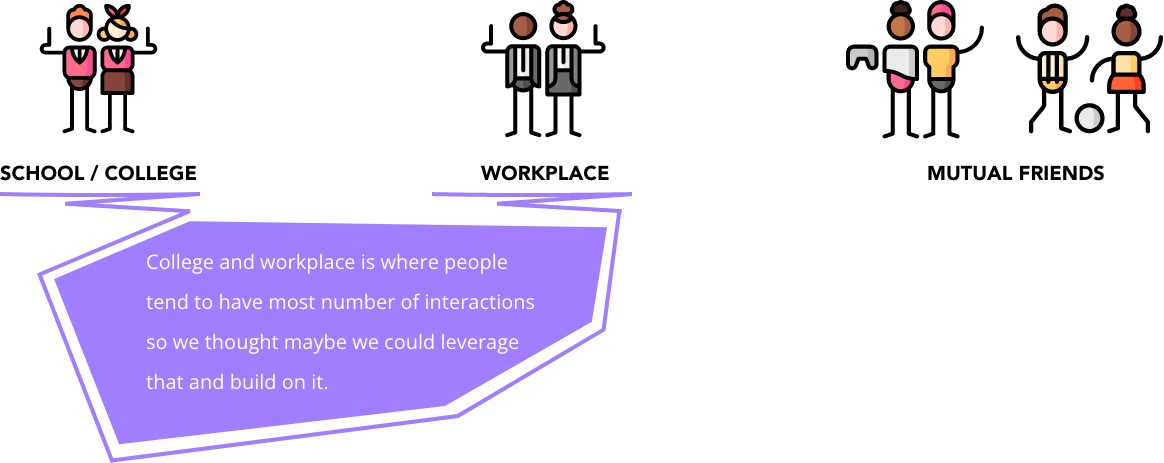 SCHOOL / COLLEGE
WORKPLACE
MUTUAL FRIENDS
College and workplace is where people
tend to have most number of interactions
so we thought maybe we could leverage
that and build on it.